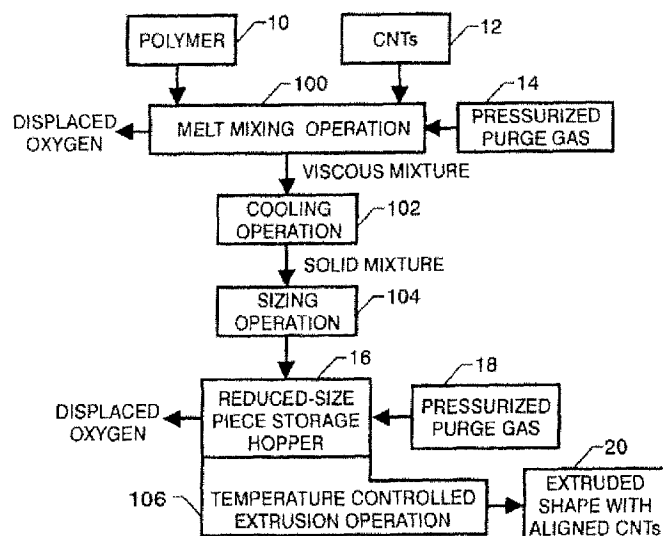 10
12
POLYMER
CNTs
100
14
DISPLACED
OXYGEN
MELT MIXING OPERATION
PRESSURIZED
PURGE GAS
VISCOUS MIXTURE
102
COOLING
OPERATION
SOLID MIXTURE
104
SIZING
OPERATION
16
18
DISPLACED
OXYGEN
REDUCED-SIZE
PIECE STORAGE
HOPPER
PRESSURIZED
PURGE GAS
20
106
TEMPERATURE CONTROLLED
EXTRUSION OPERATION
EXTRUDED
SHAPE WITH
ALIGNED CNTs